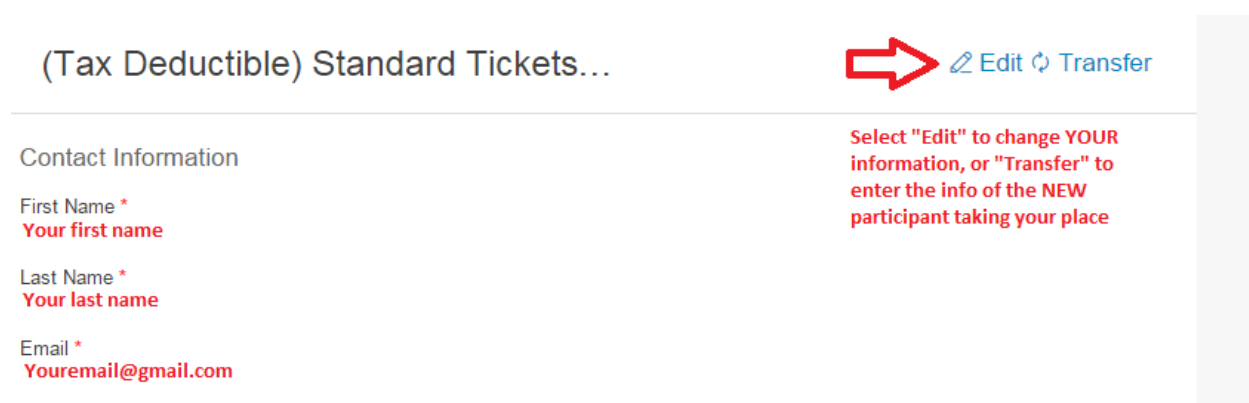 (Tax Deductible) Standard Tickets...
Edit Transfer
Select "Edit" to change YOUR
information, or "Transfer" to
enter the info of the NEW
participant taking your place
Contact Information
First Name *
Your first name
Last Name *
Your last name
Email *
Youremail@gmail.com